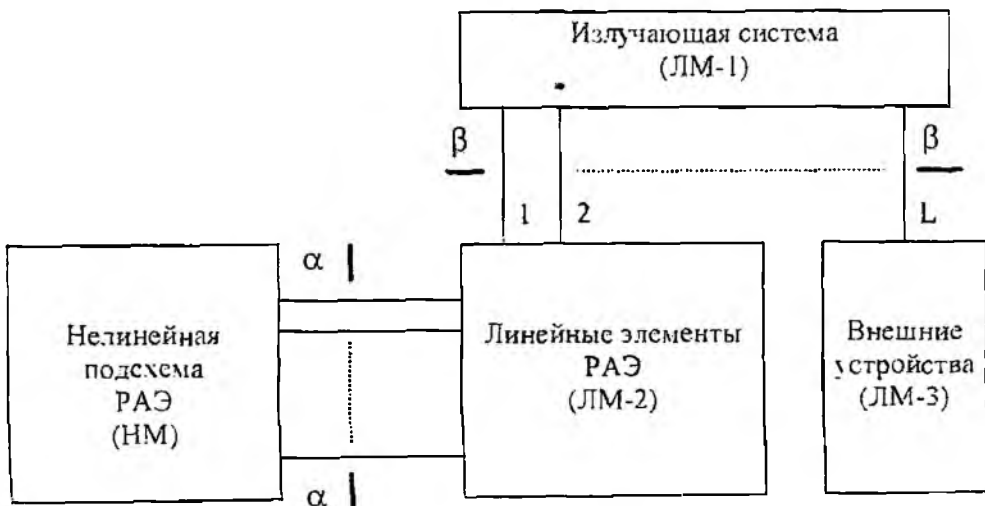 Излучающая система
(ЛМ-1)
β
β
1
2
L
α
Нелинейная
подсхема
РАЭ
(НМ)
Линейные элементы
РАЭ
(ЛМ-2)
Внешние
устройства
(ЛМ-3)
α